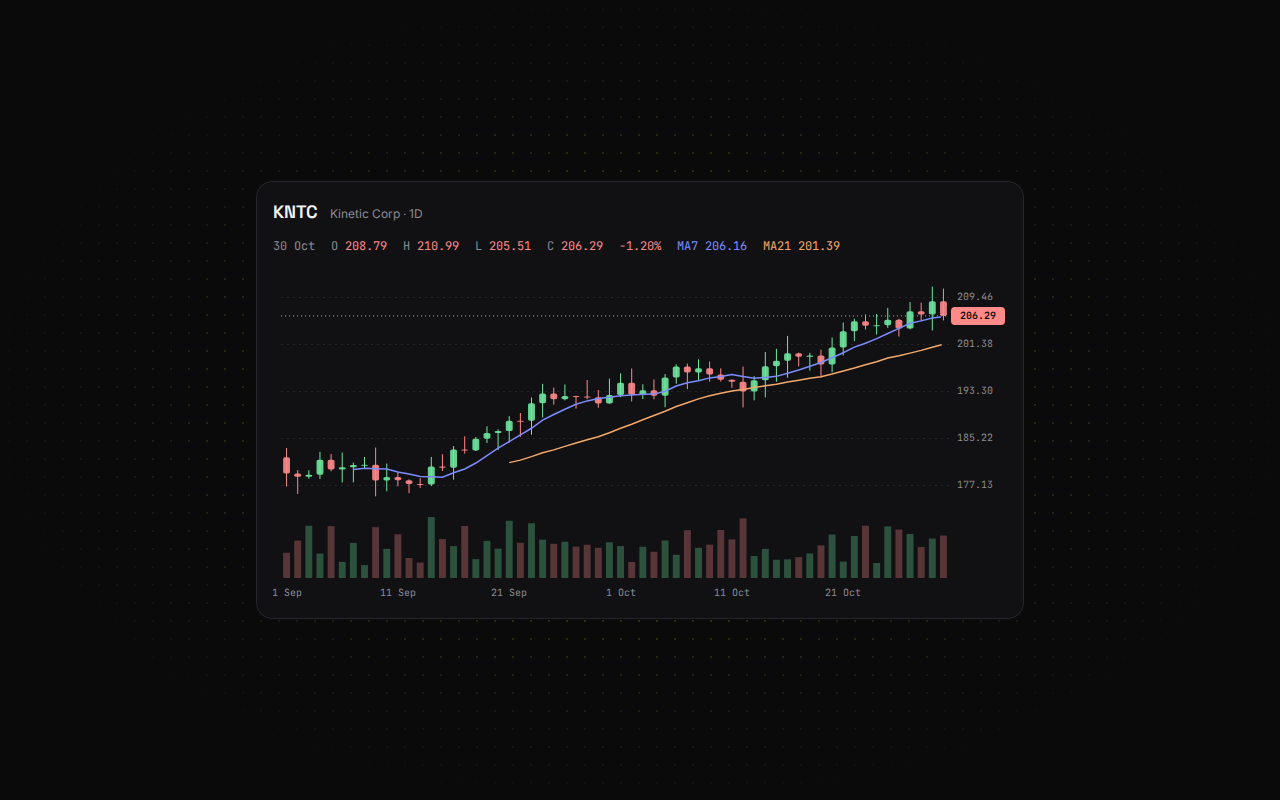 KNTC Kinetic Corp · 1D
30 Oct O 208.79 H 210.99 L 205.51 C 206.29 -1.20% MA7 206.16 MA21 201.39
209.46
206.29
201.38
193.30
185.22
177.13
1 Sep 11 Sep 21 Sep 1 Oct 11 Oct 21 Oct